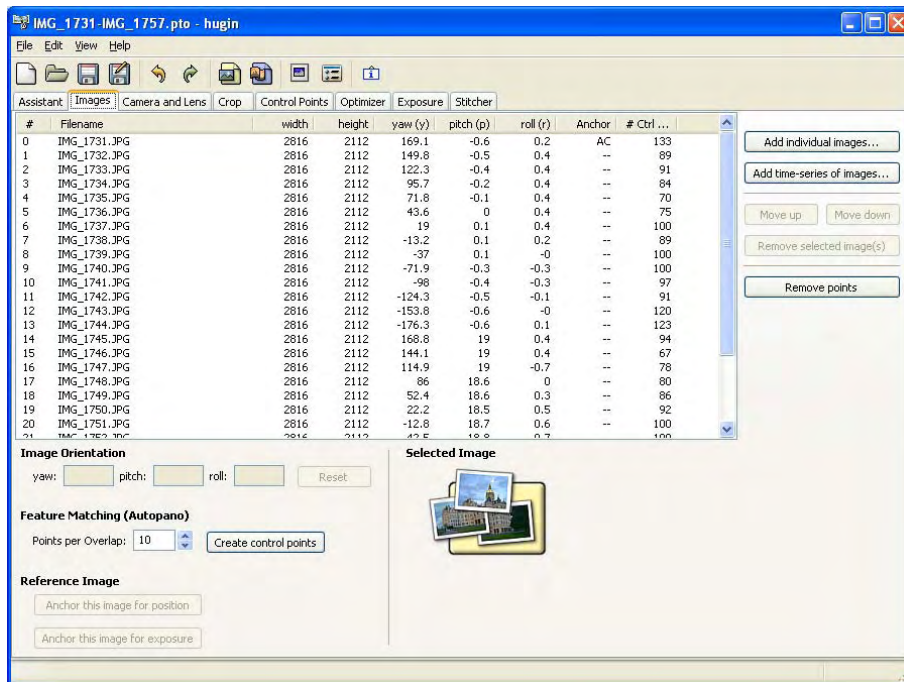 IMG_1731-IMG_1757.pto - hugin
File Edit View Help
Assistant Images Camera and Lens Crop Control Points Optimizer Exposure Stitcher
# Filename width height yaw (y) pitch (p) roll (r) Anchor # Ctrl ...
0 IMG_1731.JPG 2816 2112 169.1 -0.6 0.2 AC 133
1 IMG_1732.JPG 2816 2112 149.8 -0.5 0.4 -- 89
2 IMG_1733.JPG 2816 2112 122.3 -0.4 0.4 -- 91
3 IMG_1734.JPG 2816 2112 95.7 -0.2 0.4 -- 84
4 IMG_1735.JPG 2816 2112 71.8 -0.1 0.4 -- 70
5 IMG_1736.JPG 2816 2112 43.6 0 0.4 -- 75
6 IMG_1737.JPG 2816 2112 19 0.1 0.4 -- 100
7 IMG_1738.JPG 2816 2112 -13.2 0.1 0.2 -- 89
8 IMG_1739.JPG 2816 2112 -37 0.1 -0 -- 100
9 IMG_1740.JPG 2816 2112 -71.9 -0.3 -0.3 -- 100
10 IMG_1741.JPG 2816 2112 -98 -0.4 -0.3 -- 97
11 IMG_1742.JPG 2816 2112 -124.3 -0.5 -0.1 -- 91
12 IMG_1743.JPG 2816 2112 -153.8 -0.6 -0 -- 120
13 IMG_1744.JPG 2816 2112 -176.3 -0.6 0.1 -- 123
14 IMG_1745.JPG 2816 2112 168.8 19 0.4 -- 94
15 IMG_1746.JPG 2816 2112 144.1 19 0.4 -- 67
16 IMG_1747.JPG 2816 2112 114.9 19 -0.7 -- 78
17 IMG_1748.JPG 2816 2112 86 18.6 0 -- 80
18 IMG_1749.JPG 2816 2112 52.4 18.6 0.3 -- 86
19 IMG_1750.JPG 2816 2112 22.2 18.5 0.5 -- 92
20 IMG_1751.JPG 2816 2112 -12.8 18.7 0.6 -- 100
21 IMG_1752.JPG 2816 2112 -42.5 18.8 0.7 -- 100
Add individual images...
Add time-series of images...
Move up Move down
Remove selected image(s)
Remove points
Image Orientation
yaw: pitch: roll: Reset
Feature Matching (Autopano)
Points per Overlap: 10 Create control points
Reference Image
Anchor this image for position
Anchor this image for exposure
Selected Image